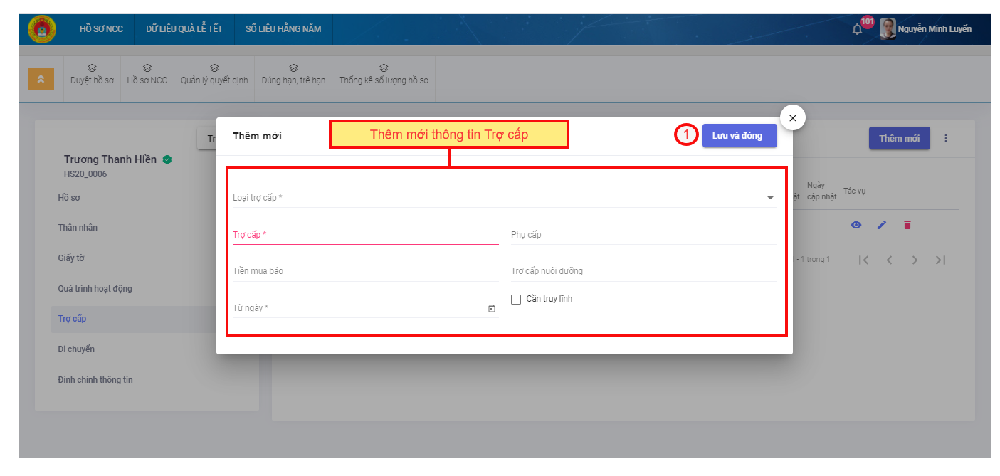 HỒ SƠ NCC DỮ LIỆU QUÀ LỄ TẾT SỐ LIỆU HẰNG NĂM 101 Nguyễn Minh Luyến
Duyệt hồ sơ Hồ sơ NCC Quản lý quyết định Đúng hạn, trễ hạn Thống kê số lượng hồ sơ
Thêm mới Thêm mới thông tin Trợ cấp 1 Lưu và đóng
Thêm mới
Trương Thanh Hiền
HS20_0006
Hồ sơ
Thân nhân
Giấy tờ
Quá trình hoạt động
Trợ cấp
Di chuyển
Đính chính thông tin
Loại trợ cấp *
Trợ cấp * Phụ cấp
Tiền mua báo Trợ cấp nuôi dưỡng
Từ ngày * Cần truy lĩnh
Ngày
cập nhật Tác vụ
- 1 trong 1